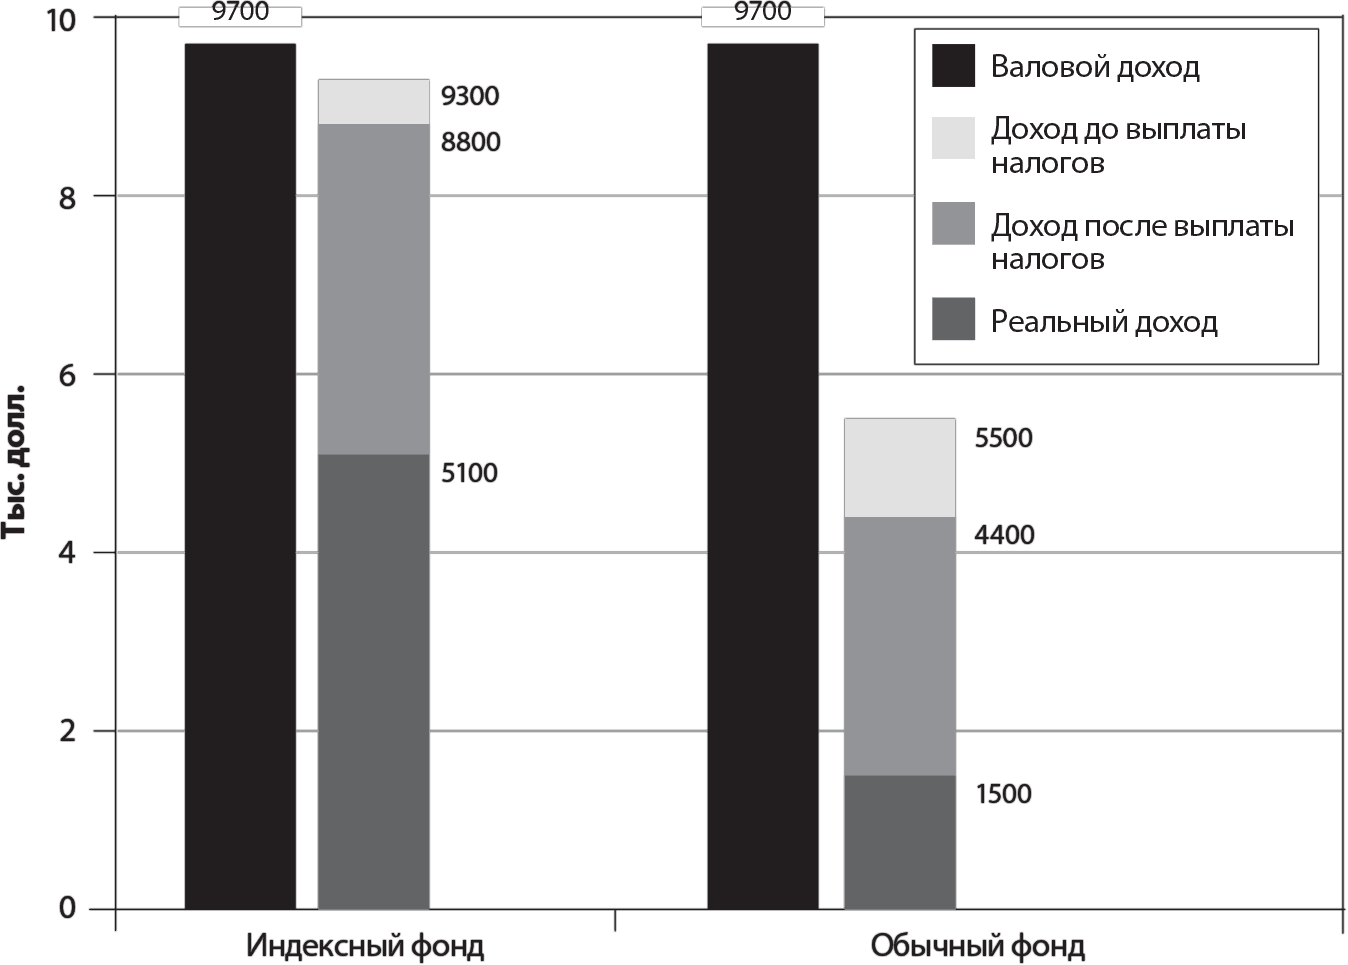 10
9700
9700
Валовой доход
Доход до выплаты
налогов
Доход после выплаты
налогов
Реальный доход
9300
8800
8
6
5100
5500
4400
4
2
1500
0
Тыс. долл.
Индексный фонд
Обычный фонд